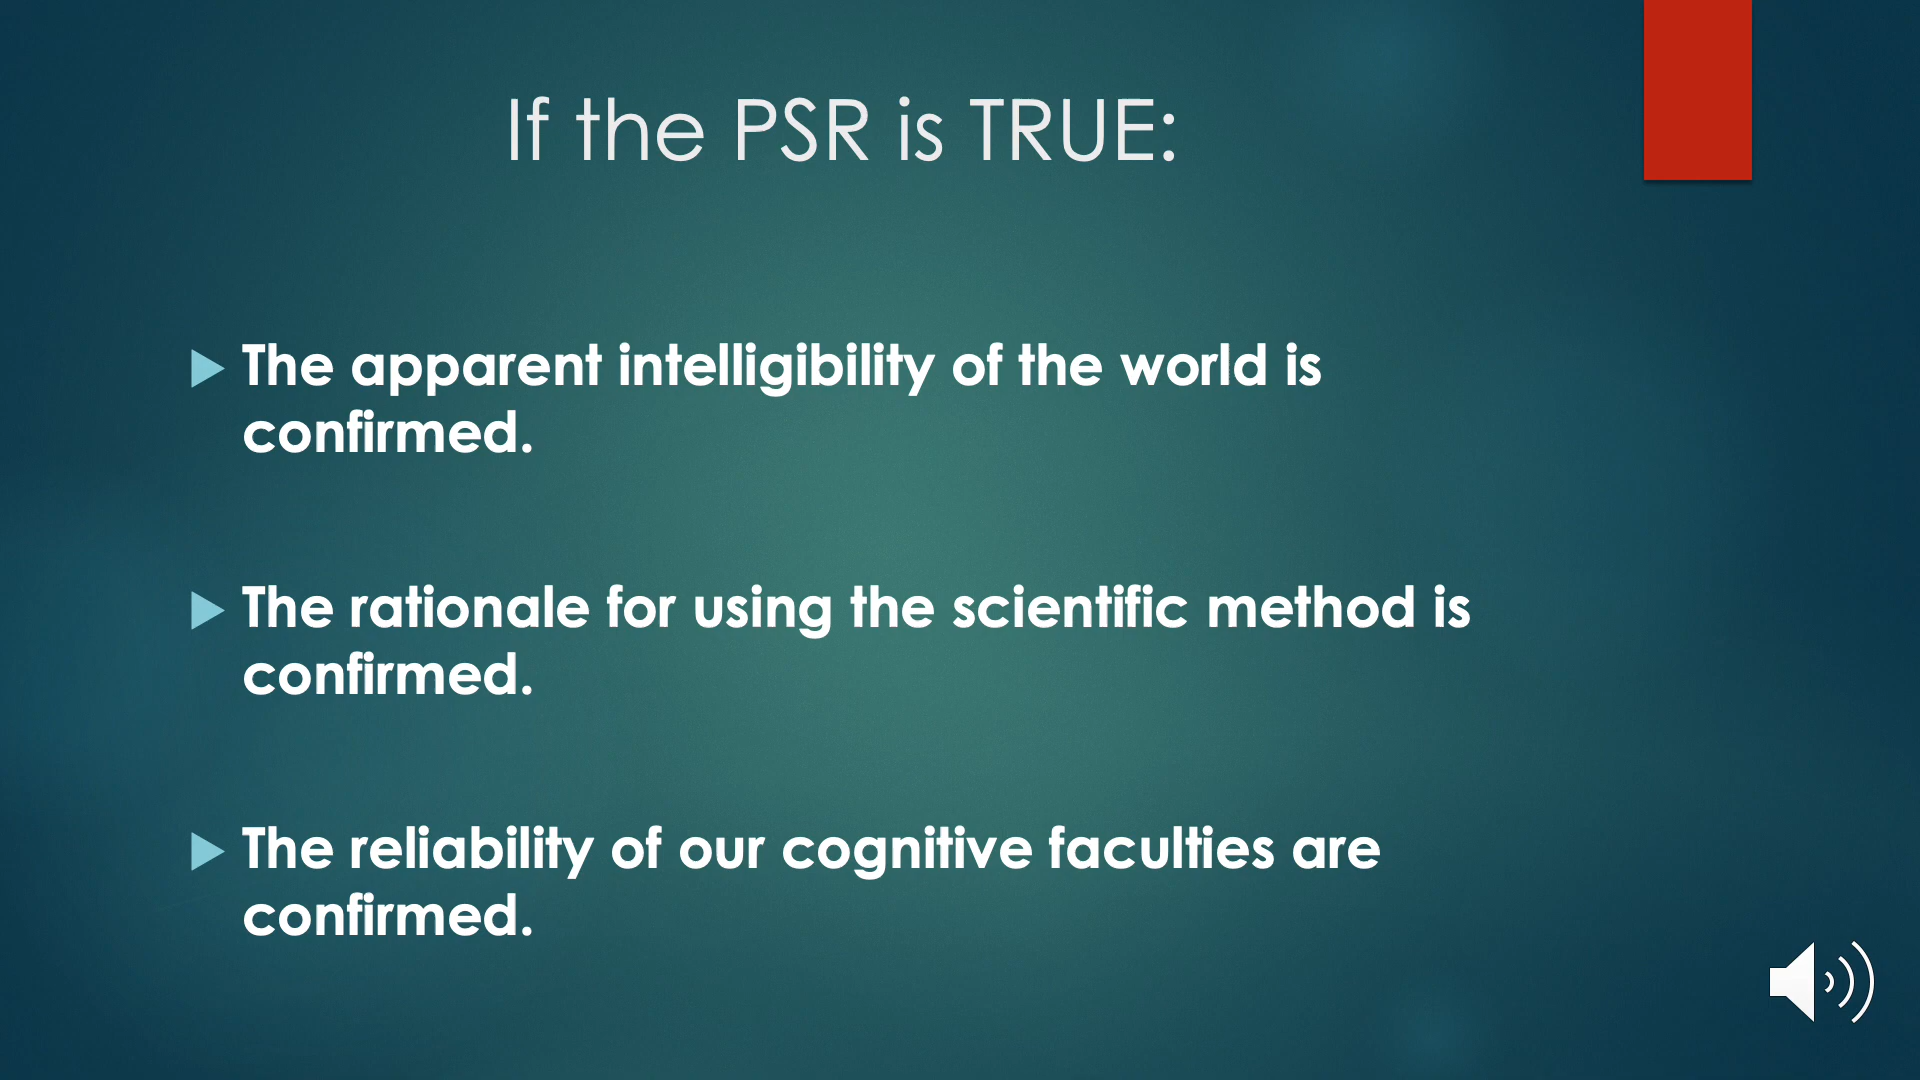 If the PSR is TRUE:
The apparent intelligibility of the world is
confirmed.
The rationale for using the scientific method is
confirmed.
The reliability of our cognitive faculties are
confirmed.